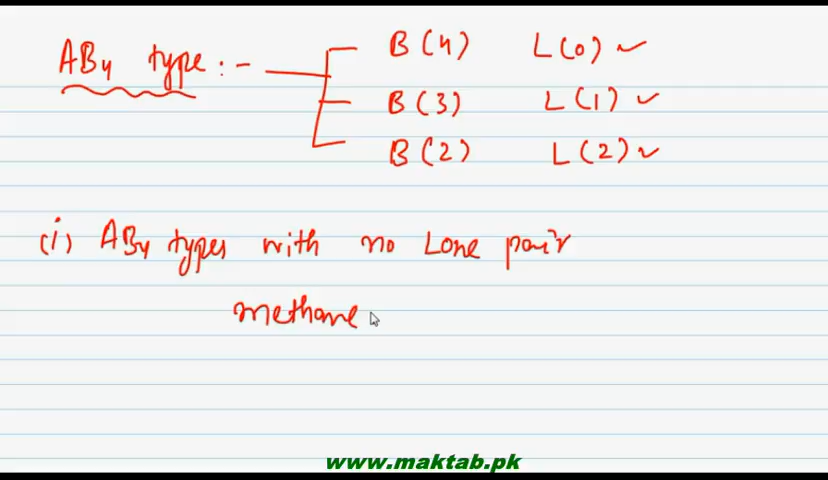 AB4 type :- B(4) L(0) ✓
B(3) L(1) ✓
B(2) L(2) ✓
(i) AB4 types with no Lone pair
methane
www.maktab.pk